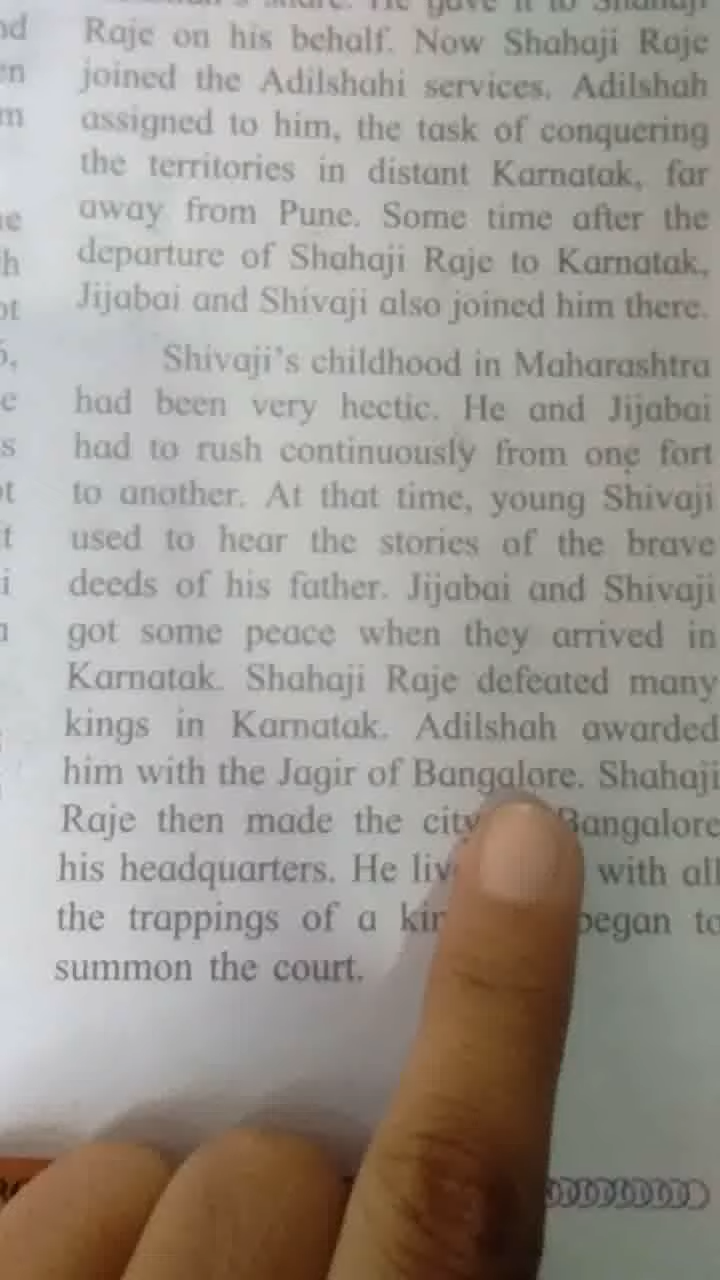 Raje on his behalf. Now Shahaji Raje
joined the Adilshahi services. Adilshah
assigned to him, the task of conquering
the territories in distant Karnatak, far
away from Pune. Some time after the
departure of Shahaji Raje to Karnatak,
Jijabai and Shivaji also joined him there.
Shivaji's childhood in Maharashtra
had been very hectic. He and Jijabai
had to rush continuously from one fort
to another. At that time, young Shivaji
used to hear the stories of the brave
deeds of his father. Jijabai and Shivaji
got some peace when they arrived in
Karnatak. Shahaji Raje defeated many
kings in Karnatak. Adilshah awarded
him with the Jagir of Bangalore. Shahaji
Raje then made the city Bangalore
his headquarters. He with all
the trappings of a began to
summon the court.